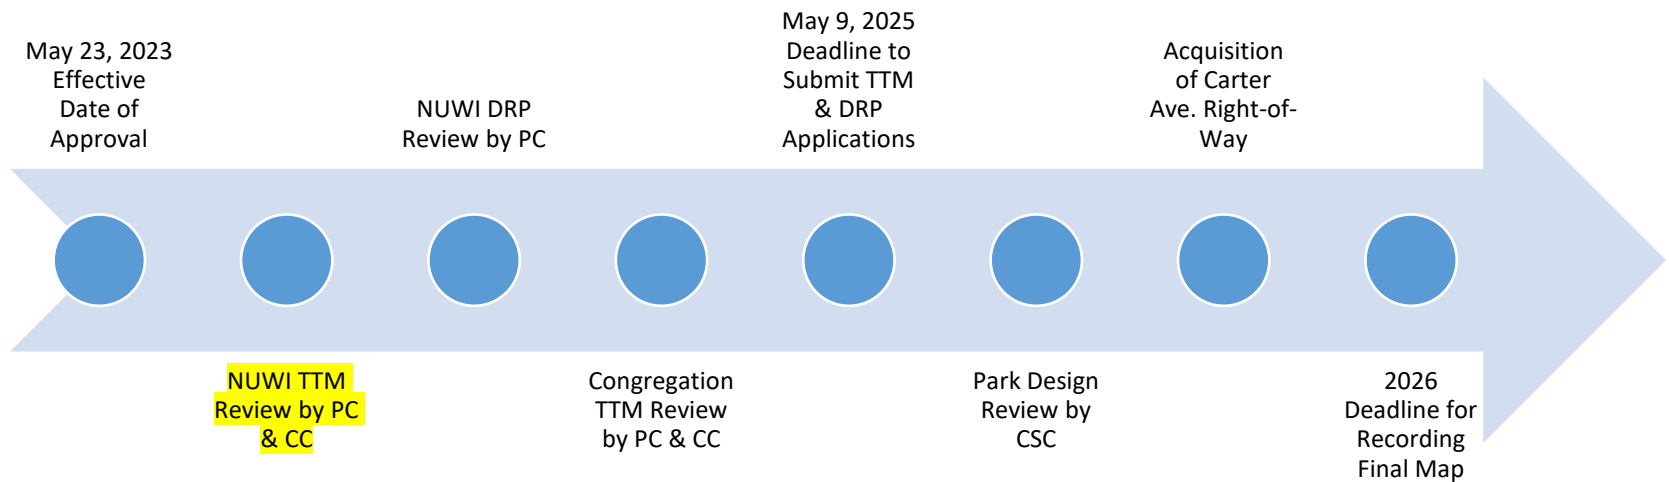 May 23, 2023
Effective
Date of
Approval
NUWI TTM
Review by PC
& CC
NUWI DRP
Review by PC
Congregation
TTM Review
by PC & CC
May 9, 2025
Deadline to
Submit TTM
& DRP
Applications
Park Design
Review by
CSC
Acquisition
of Carter
Ave. Right-of-
Way
2026
Deadline for
Recording
Final Map